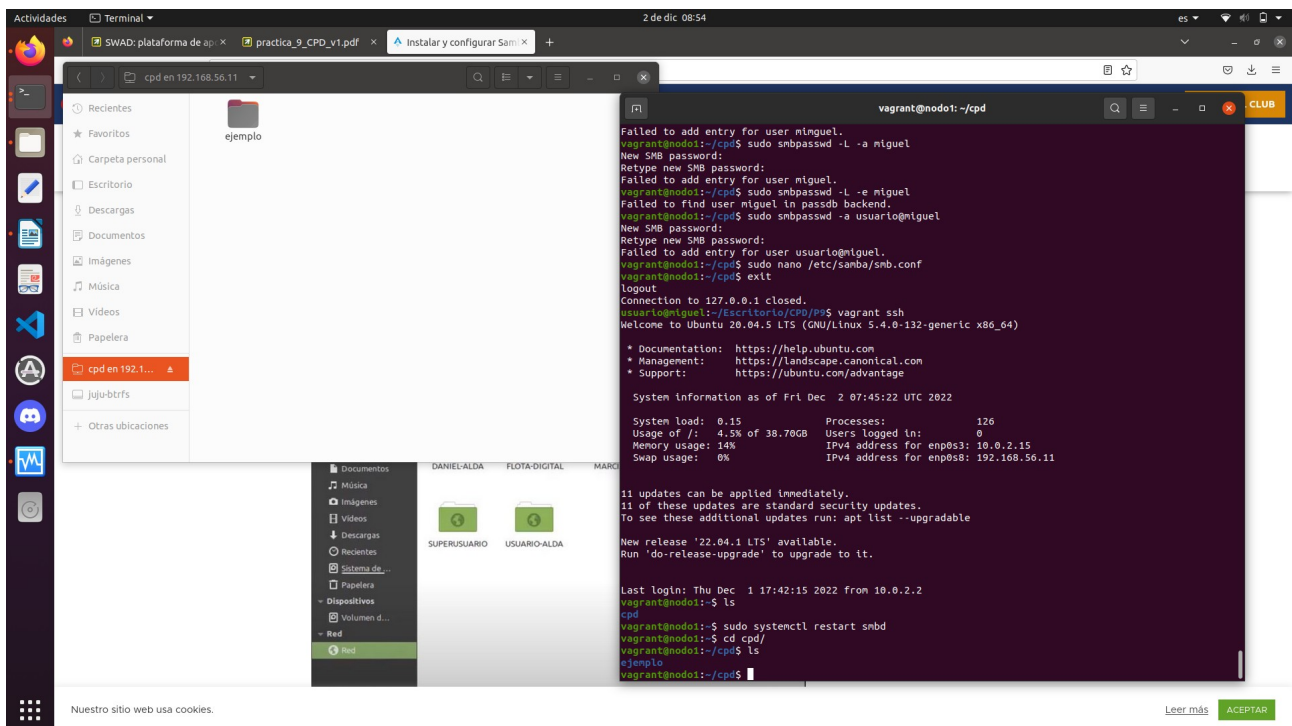 Actividades
Terminal
2 de dic 08:54
es
SWAD: plataforma de apo
practica_9_CPD_v1.pdf
Instalar y configurar Sam
cpd en 192.168.56.11
Recientes
Favoritos
Carpeta personal
Escritorio
Descargas
Documentos
Imágenes
Música
Vídeos
Papelera
cpd en 192.1...
juju-btrfs
+ Otras ubicaciones
ejemplo
CLUB
vagrant@nodo1: ~/cpd
Failed to add entry for user mimguel.
vagrant@nodo1:~/cpd$ sudo smbpasswd -L -a miguel
New SMB password:
Retype new SMB password:
Failed to add entry for user miguel.
vagrant@nodo1:~/cpd$ sudo smbpasswd -L -e miguel
Failed to find user miguel in passdb backend.
vagrant@nodo1:~/cpd$ sudo smbpasswd -a usuario@miguel
New SMB password:
Retype new SMB password:
Failed to add entry for user usuario@miguel.
vagrant@nodo1:~/cpd$ sudo nano /etc/samba/smb.conf
vagrant@nodo1:~/cpd$ exit
logout
Connection to 127.0.0.1 closed.
usuario@miguel:~/Escritorio/CPD/P9$ vagrant ssh
Welcome to Ubuntu 20.04.5 LTS (GNU/Linux 5.4.0-132-generic x86_64)
* Documentation: https://help.ubuntu.com
* Management: https://landscape.canonical.com
* Support: https://ubuntu.com/advantage
System information as of Fri Dec 2 07:45:22 UTC 2022
System load: 0.15 Processes: 126
Usage of /: 4.5% of 38.70GB Users logged in: 0
Memory usage: 14% IPv4 address for enp0s3: 10.0.2.15
Swap usage: 0% IPv4 address for enp0s8: 192.168.56.11
11 updates can be applied immediately.
11 of these updates are standard security updates.
To see these additional updates run: apt list --upgradable
New release '22.04.1 LTS' available.
Run 'do-release-upgrade' to upgrade to it.
Last login: Thu Dec 1 17:42:15 2022 from 10.0.2.2
vagrant@nodo1:~$ ls
cpd
vagrant@nodo1:~$ sudo systemctl restart smbd
vagrant@nodo1:~$ cd cpd/
vagrant@nodo1:~/cpd$ ls
ejemplo
vagrant@nodo1:~/cpd$
Documentos
Música
Imágenes
Vídeos
Descargas
Recientes
Sistema de ...
Papelera
Dispositivos
Volumen d...
Red
Red
DANIEL-ALDA
FLOTA-DIGITAL
MARCI
SUPERUSUARIO
USUARIO-ALDA
Nuestro sitio web usa cookies.
Leer más
ACEPTAR